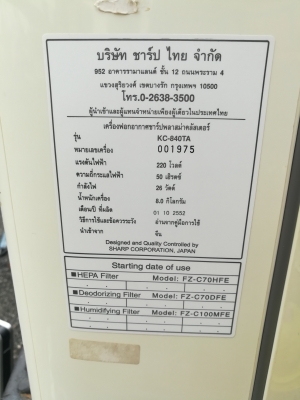 บริษัท ชาร์ป ไทย จำกัด
952 อาคารรามาแลนด์ ชั้น 12 ถนนพระราม 4
แขวงสุริยวงศ์ เขตบางรัก กรุงเทพฯ 10500
โทร.0-2638-3500
ผู้นำเข้าและผู้แทนจำหน่ายเพียงผู้เดียวในประเทศไทย
เครื่องฟอกอากาศชาร์ปพลาสม่าคลัสเตอร์
รุ่น KC-840TA
หมายเลขเครื่อง 001975
แรงดันไฟฟ้า 220 โวลต์
ความถี่กระแสไฟฟ้า 50 เฮิรตซ์
กำลังไฟ 26 วัตต์
น้ำหนักเครื่อง 8.0 กิโลกรัม
เดือนปี ที่ผลิต 01 10 2552
วิธีการใช้และข้อควรระวัง อ่านจากคู่มือการใช้
นำเข้าจาก จีน
Designed and Quality Controlled by
SHARP CORPORATION, JAPAN
Starting date of use
■HEPA Filter Model: FZ-C70HFE
■Deodorizing Filter Model: FZ-C70DFE
■Humidifying Filter Model: FZ-C100MFE